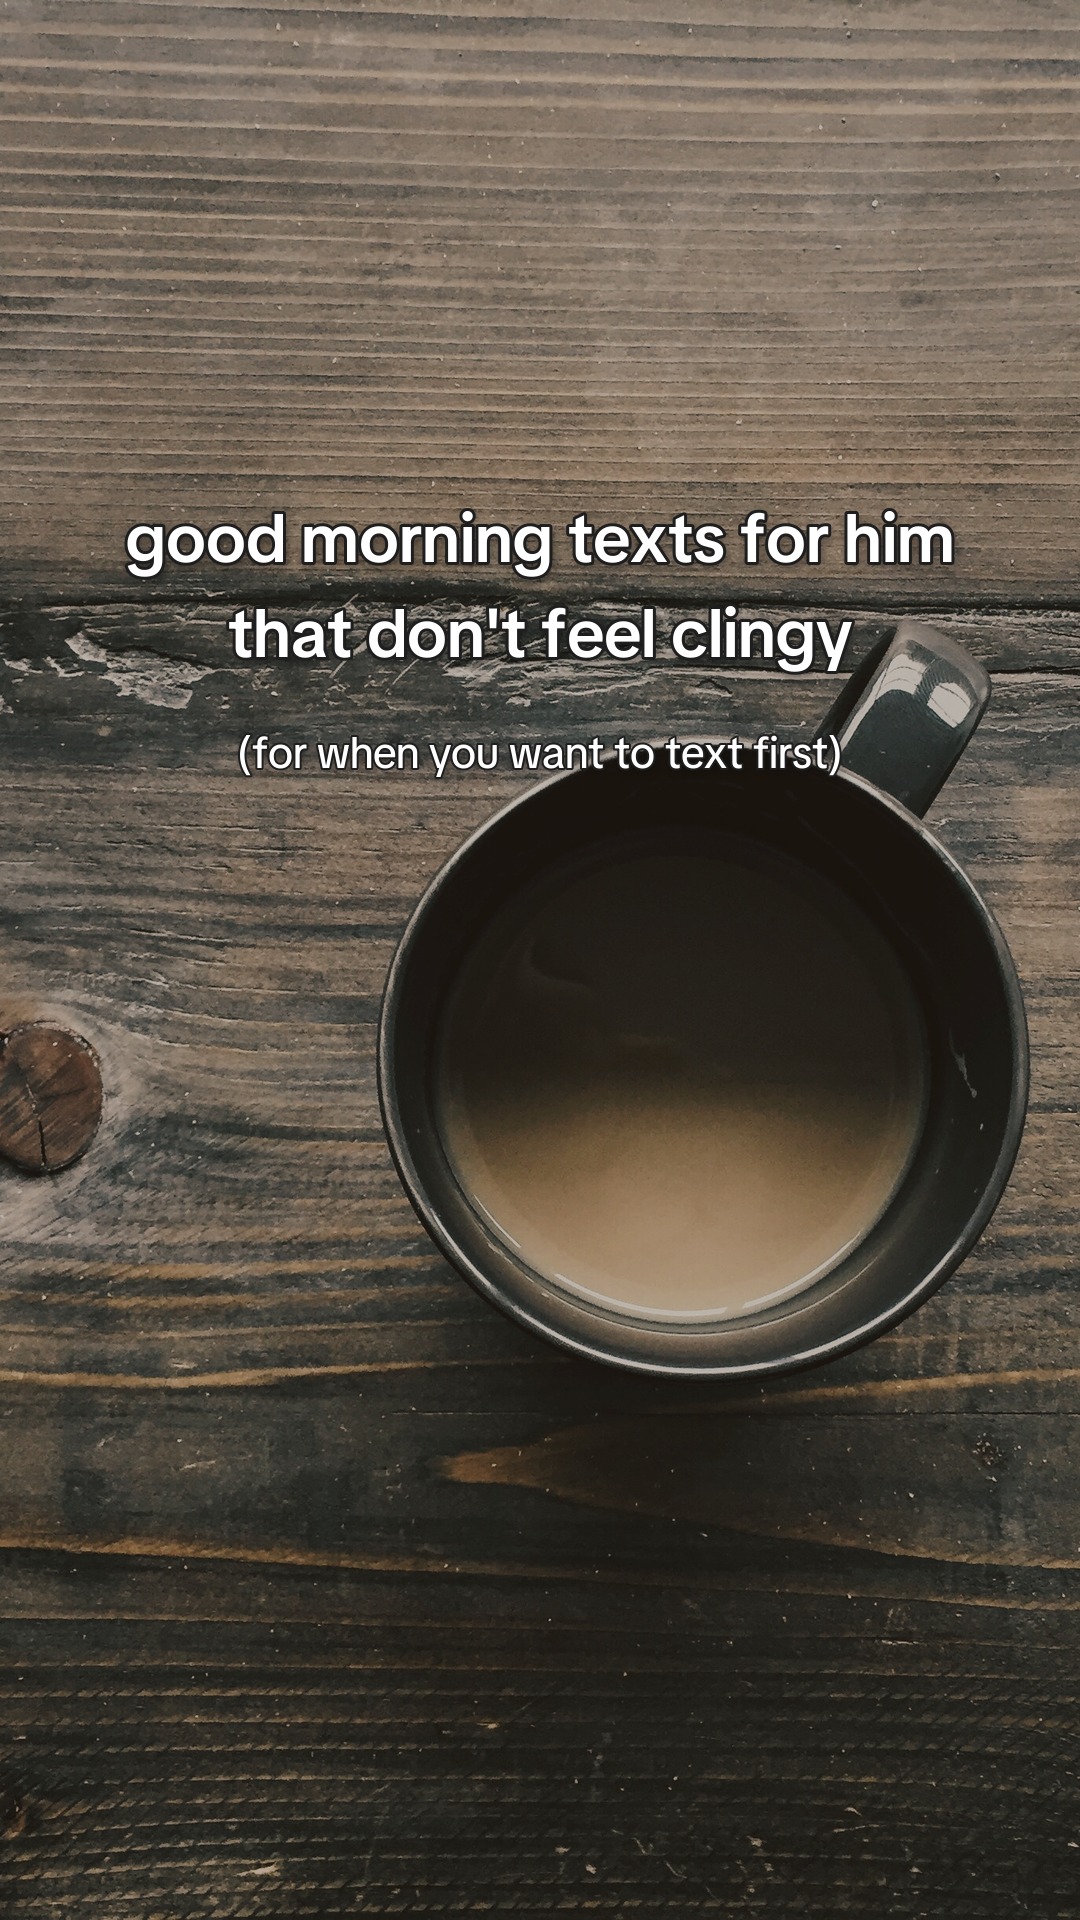 good morning texts for him
that don't feel clingy
(for when you want to text first)